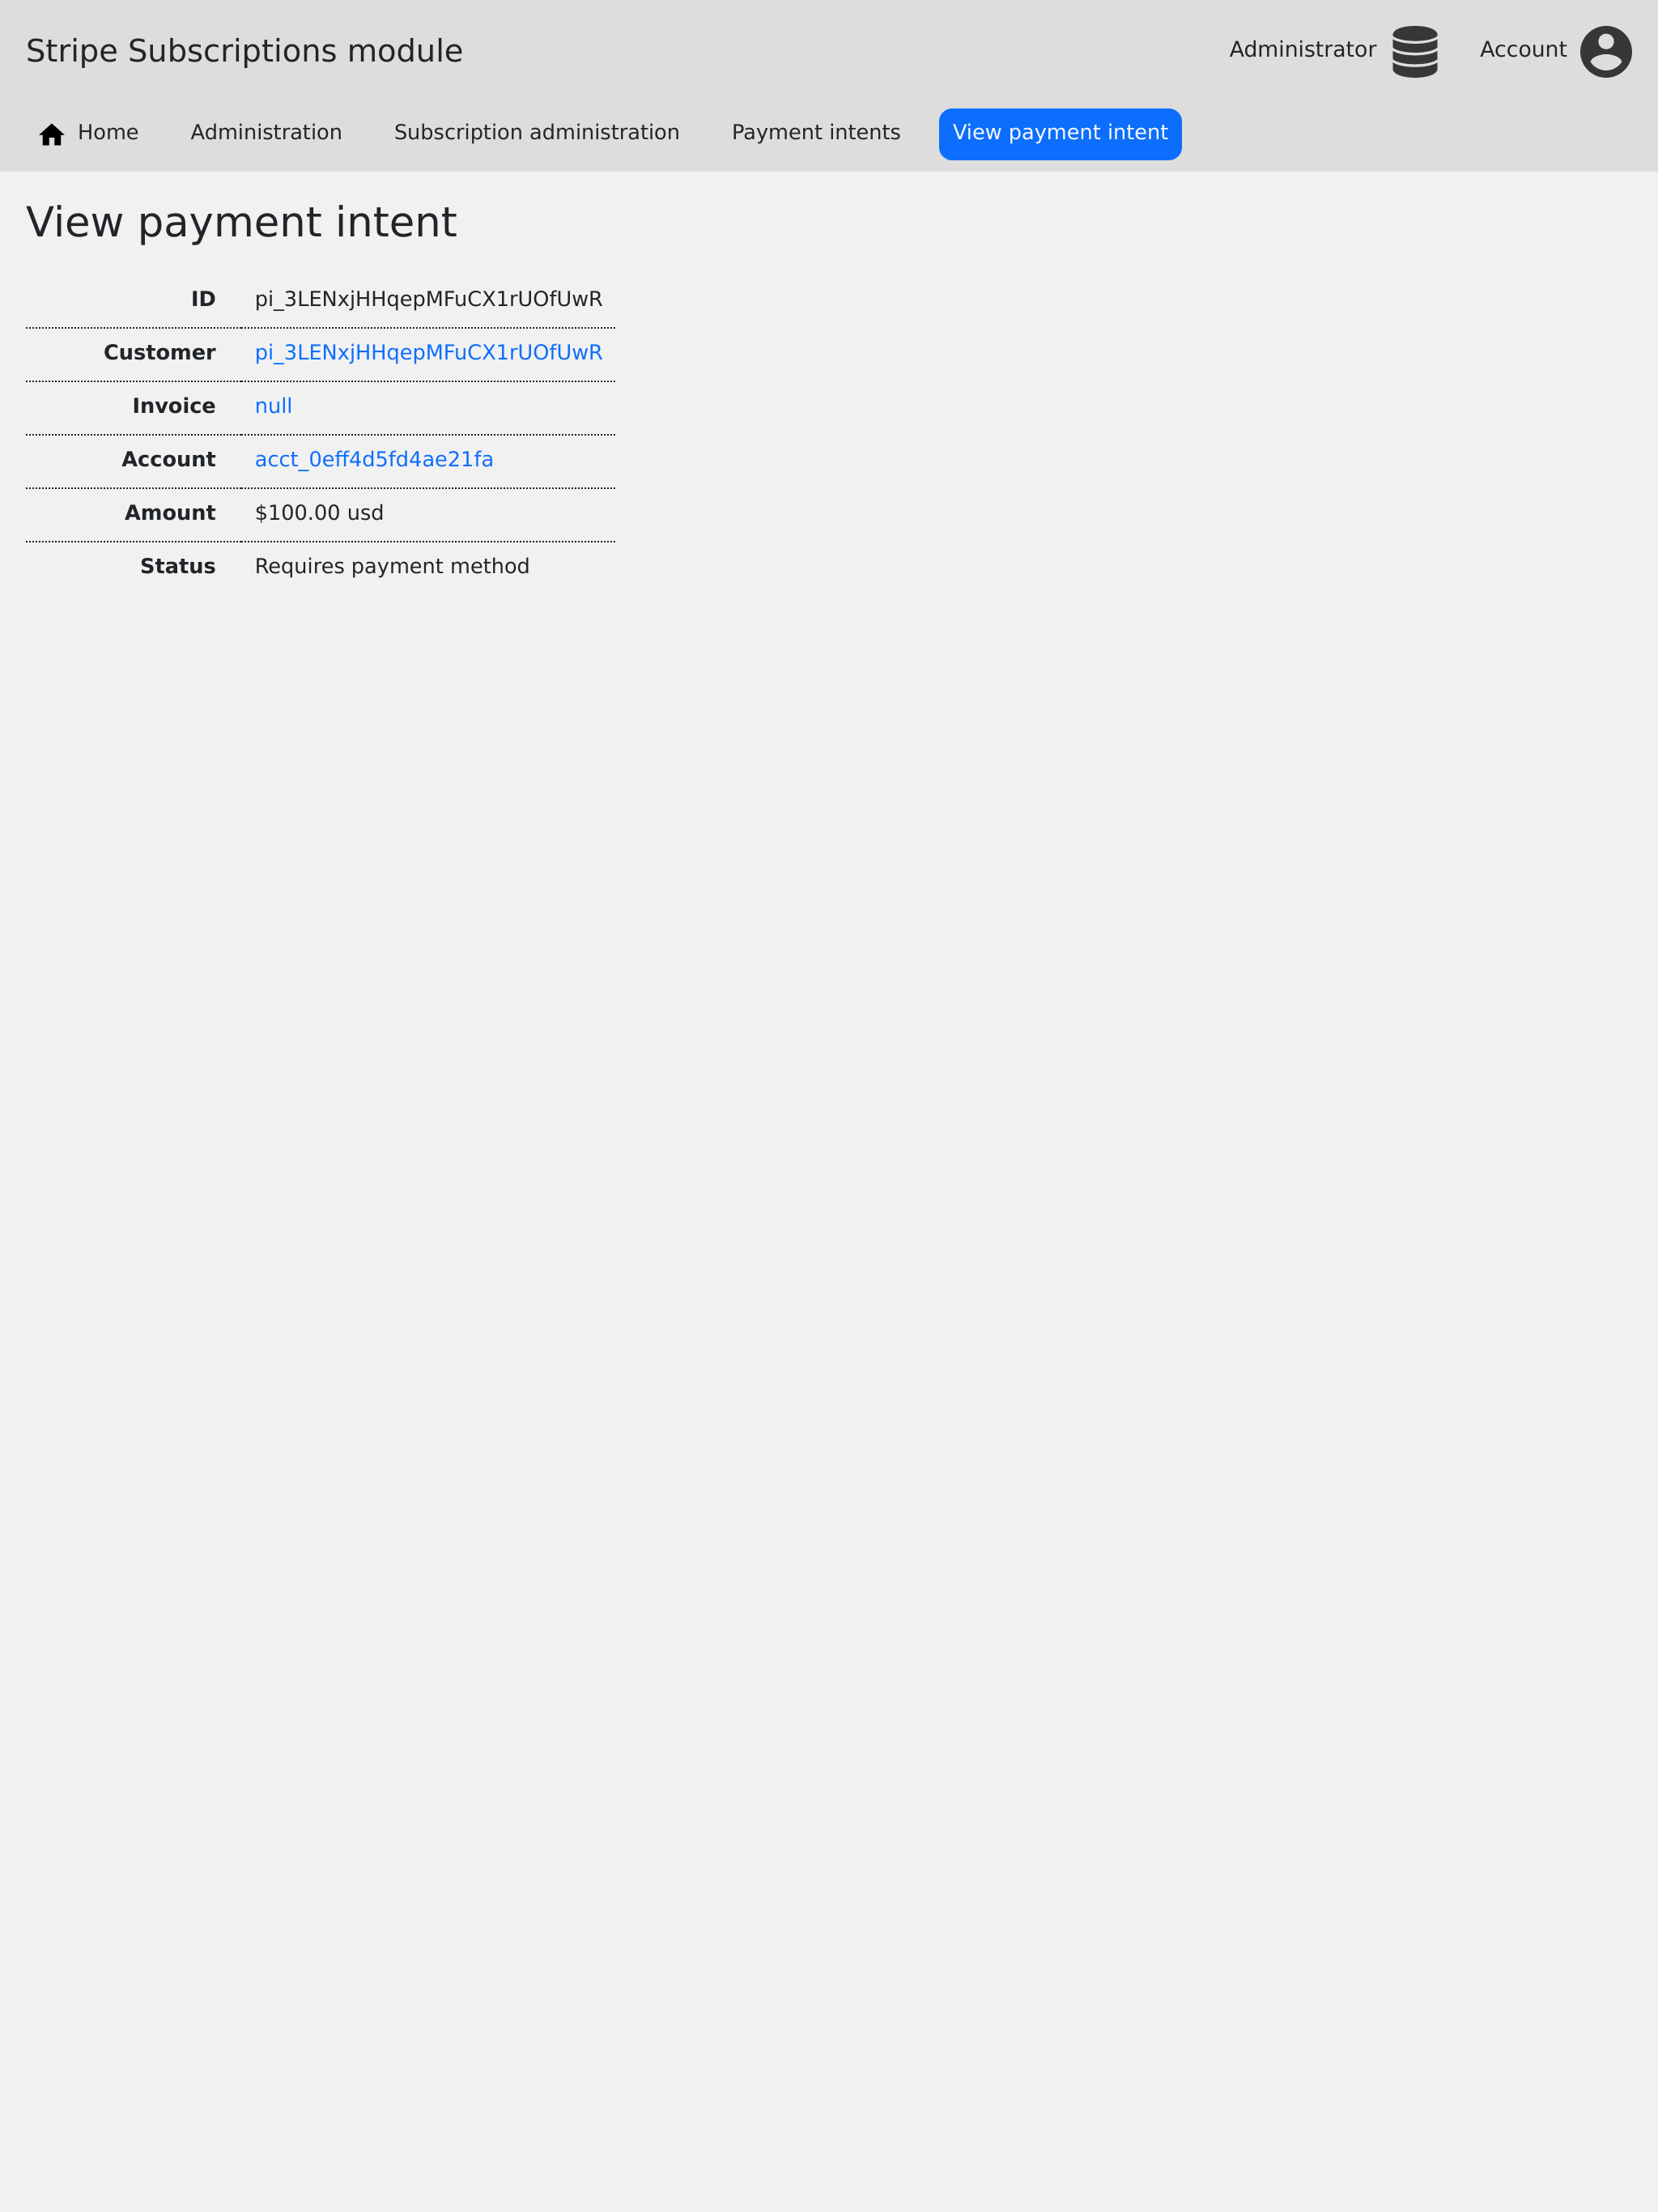 Stripe Subscriptions module
Administrator Account
Home Administration Subscription administration Payment intents View payment intent
View payment intent
ID pi_3LENxjHHqepMFuCX1rUOfUwR
Customer pi_3LENxjHHqepMFuCX1rUOfUwR
Invoice null
Account acct_0eff4d5fd4ae21fa
Amount $100.00 usd
Status Requires payment method